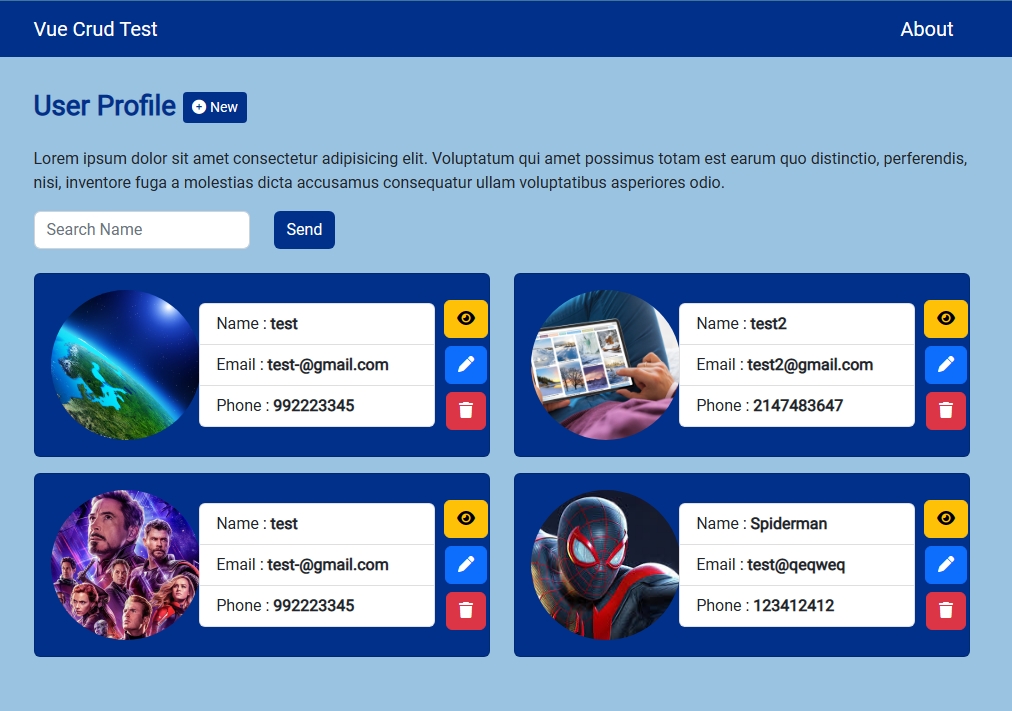 Vue Crud Test
About
User Profile
New
Lorem ipsum dolor sit amet consectetur adipisicing elit. Voluptatum qui amet possimus totam est earum quo distinctio, perferendis,
nisi, inventore fuga a molestias dicta accusamus consequatur ullam voluptatibus asperiores odio.
Search Name
Send
Name : test
Email : test-@gmail.com
Phone : 992223345
Name : test2
Email : test2@gmail.com
Phone : 2147483647
Name : test
Email : test-@gmail.com
Phone : 992223345
Name : Spiderman
Email : test@qeqweq
Phone : 123412412